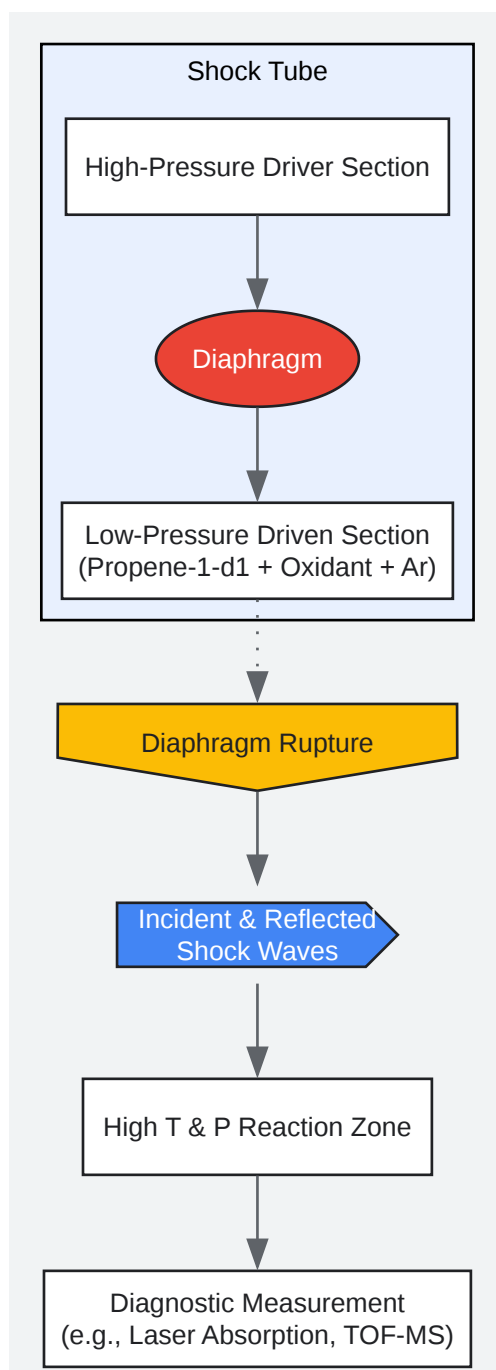 Shock Tube
High-Pressure Driver Section
Diaphragm
Low-Pressure Driven Section
(Propene-1-d1 + Oxidant + Ar)
Diaphragm Rupture
Incident & Reflected
Shock Waves
High T & P Reaction Zone
Diagnostic Measurement
(e.g., Laser Absorption, TOF-MS)